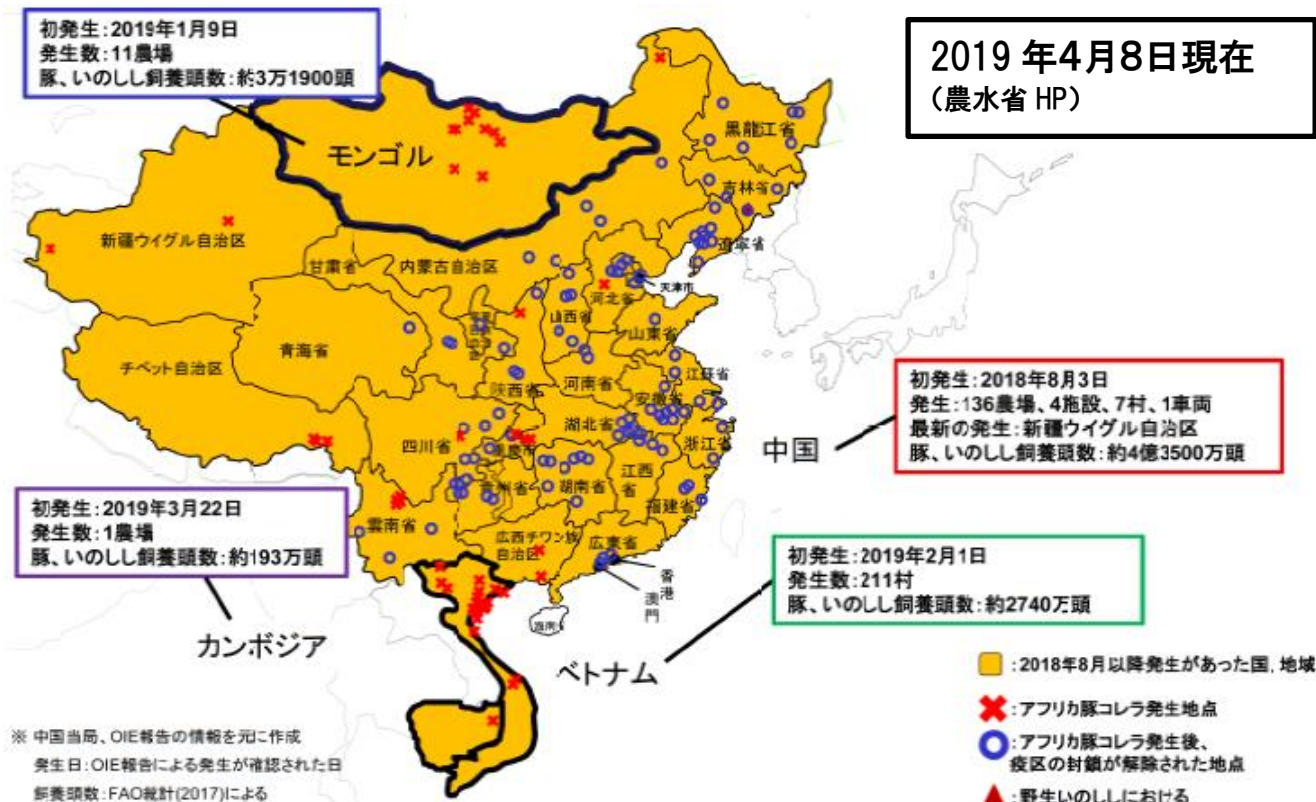 初発生:2019年1月9日
発生数:11農場
豚、いのしし飼養頭数:約3万1900頭
2019 年4月8日現在
(農水省 HP)
モンゴル
黒龍江省
吉林省
遼寧省
新疆ウイグル自治区
甘粛省
内蒙古自治区
天津市
河北省
山西省
山東省
青海省
チベット自治区
陝西省
河南省
江蘇省
安徽省
湖北省
四川省
重慶市
浙江省
江西省
湖南省
貴州省
福建省
雲南省
広西チワン族
自治区
広東省
香港
澳門
海南省
中国
初発生:2018年8月3日
発生:136農場、4施設、7村、1車両
最新の発生:新疆ウイグル自治区
豚、いのしし飼養頭数:約4億3500万頭
初発生:2019年3月22日
発生数:1農場
豚、いのしし飼養頭数:約193万頭
カンボジア
初発生:2019年2月1日
発生数:211村
豚、いのしし飼養頭数:約2740万頭
ベトナム
:2018年8月以降発生があった国、地域
:アフリカ豚コレラ発生地点
:アフリカ豚コレラ発生後、
疫区の封鎖が解除された地点
:野生いのししにおける
※ 中国当局、OIE報告の情報を元に作成
発生日:OIE報告による発生が確認された日
飼養頭数:FAO統計(2017)による